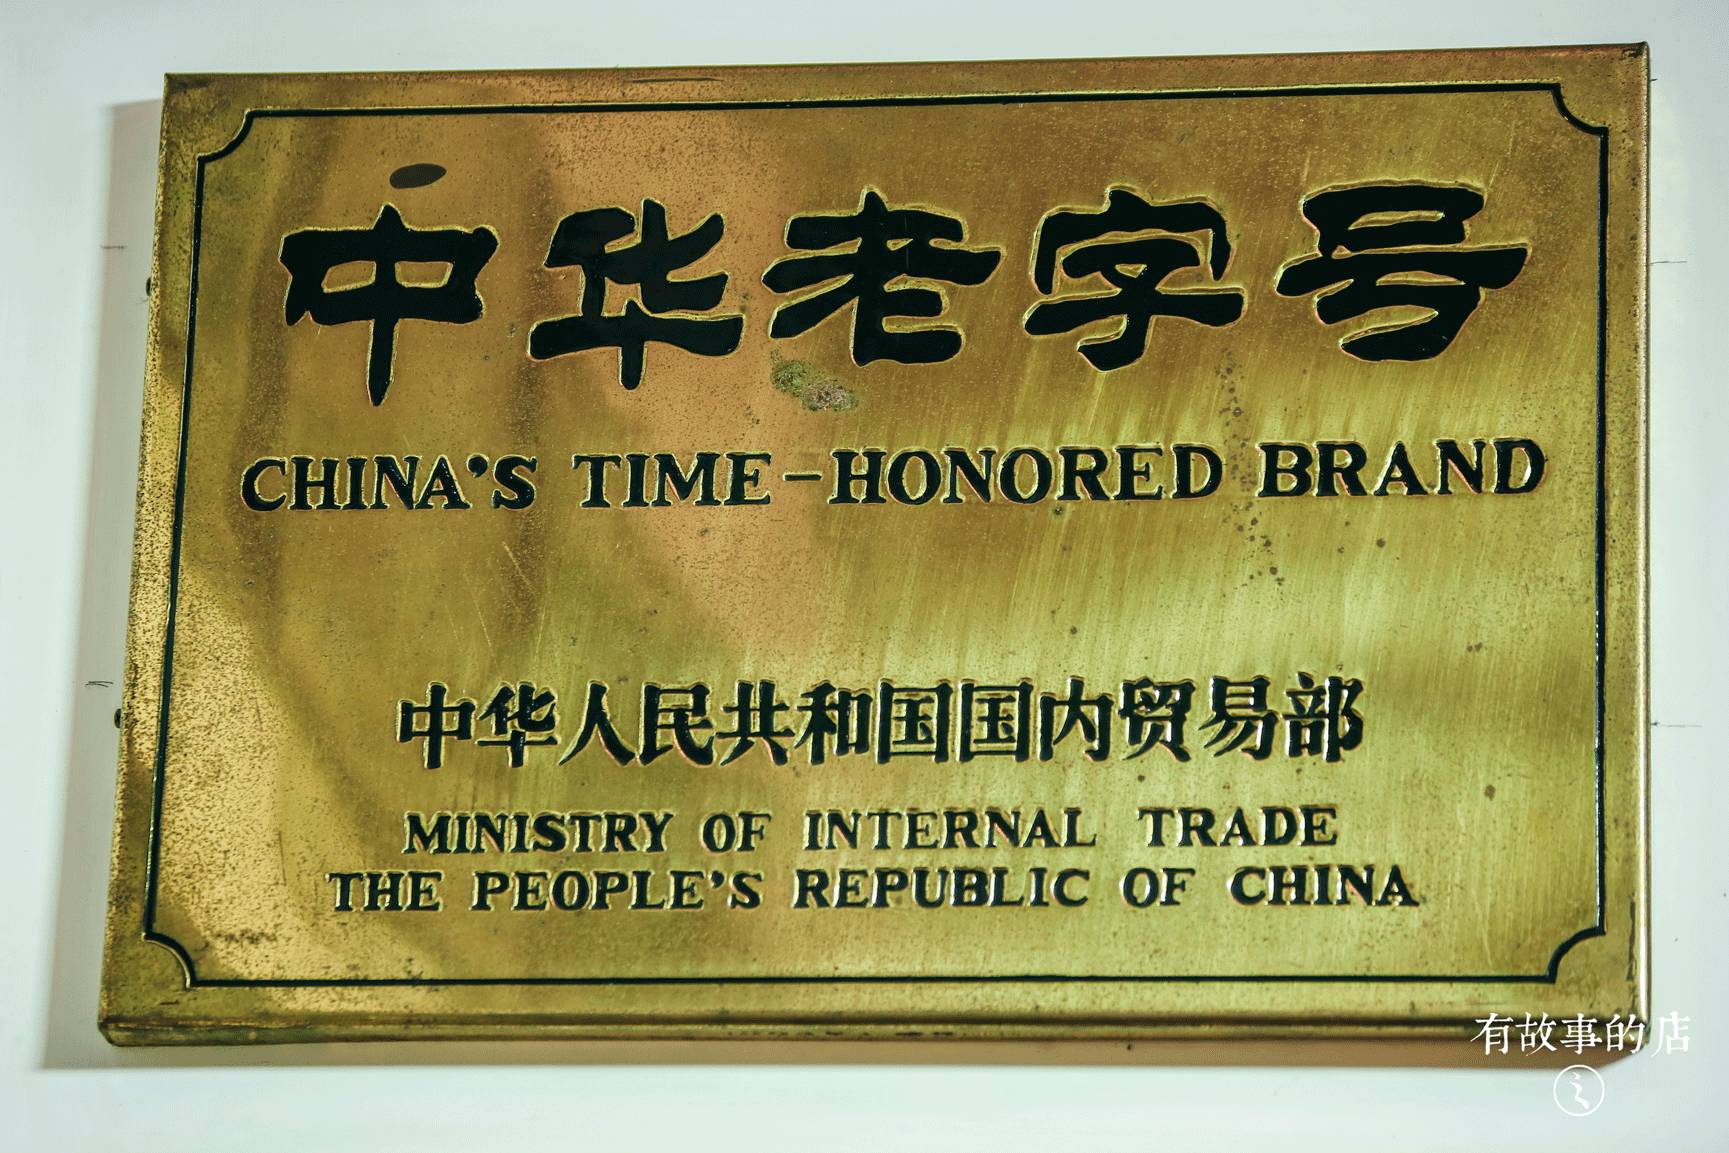 中华老字号
CHINA'S TIME-HONORED BRAND
中华人民共和国国内贸易部
MINISTRY OF INTERNAL TRADE
THE PEOPLE'S REPUBLIC OF CHINA
有故事的店